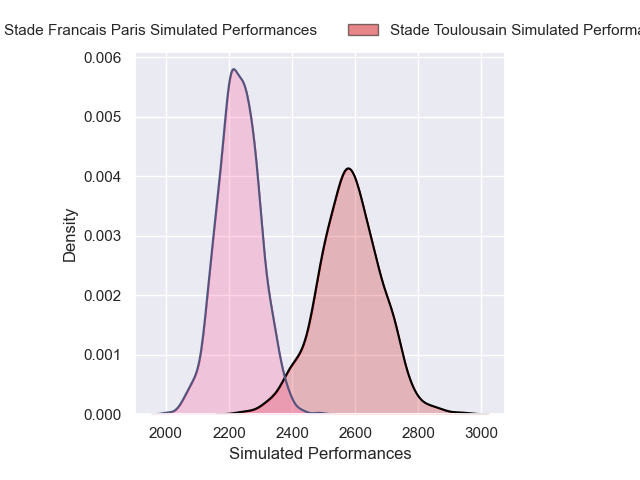 Stade Francais Paris Simulated Performances
Stade Toulousain Simulated Performa
0.006
0.005
0.004
0.003
0.002
0.001
0.000
Density
2000 2200 2400 2600 2800 3000
Simulated Performances